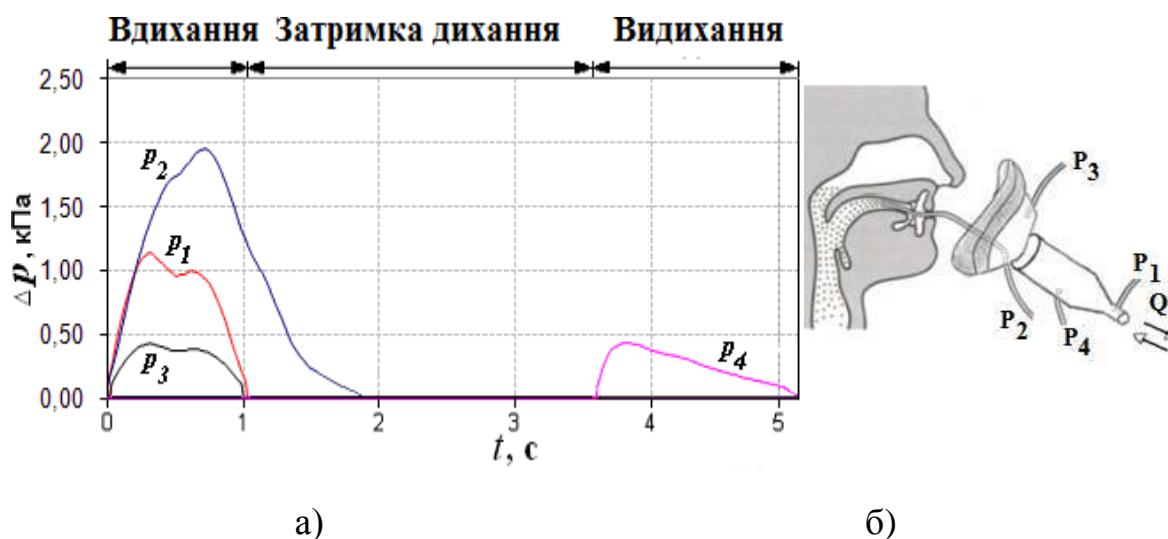 Вдихання Затримка дихання Видихання
2,50
2,00
1,50
1,00
0,50
0,00
Δp, кПа
p2
p1
p3
p4
0 1 2 3 4 5
t, с
P3
P1
Q
P2
P4
а) б)